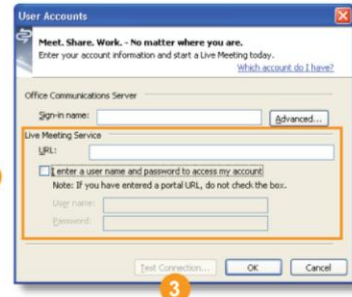 User Accounts
Meet. Share. Work. - No matter where you are.
Enter your account information and start a Live Meeting today.
Which account do I have?
Office Communications Server
Sign-in name:
Advanced...
Live Meeting Service
URL:
I enter a user name and password to access my account
Note: If you have entered a portal URL, do not check the box.
User name:
Password:
Test Connection...
OK
Cancel
3